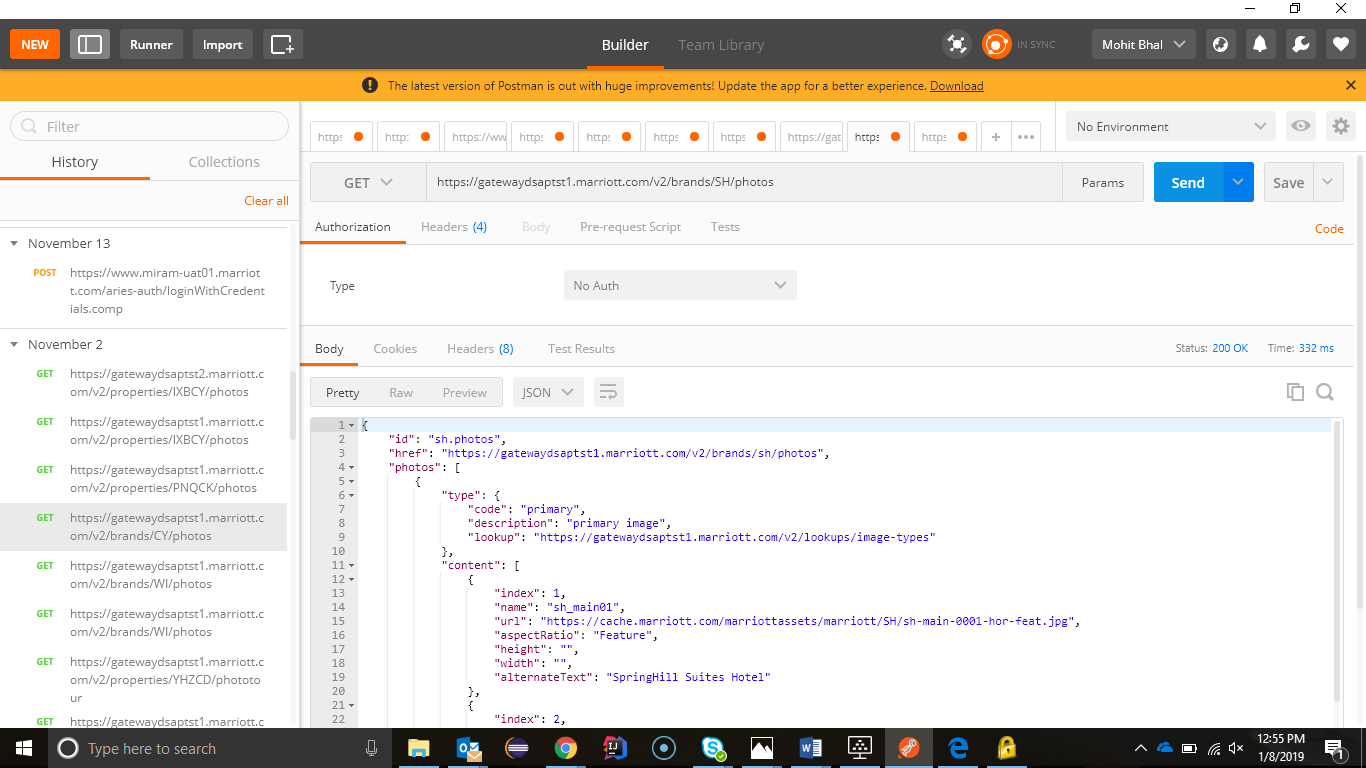 NEW
Runner
Import
Builder
Team Library
IN SYNC
Mohit Bhal
The latest version of Postman is out with huge improvements! Update the app for a better experience. Download
Filter
History
Collections
Clear all
November 13
POST https://www.miram-uat01.marriot
t.com/aries-auth/loginWithCredent
ials.comp
November 2
GET https://gatewaydsaptst2.marriott.c
om/v2/properties/IXBCY/photos
GET https://gatewaydsaptst1.marriott.c
om/v2/properties/IXBCY/photos
GET https://gatewaydsaptst1.marriott.c
om/v2/properties/PNQCK/photos
GET https://gatewaydsaptst1.marriott.c
om/v2/brands/CY/photos
GET https://gatewaydsaptst1.marriott.c
om/v2/brands/WI/photos
GET https://gatewaydsaptst1.marriott.c
om/v2/brands/WI/photos
GET https://gatewaydsaptst1.marriott.c
om/v2/properties/YHZCD/phototo
ur
GET https://gatewaydsaptst1.marriott.c
https http: https://ww https https https https https://gat https https + •••
No Environment
GET
https://gatewaydsaptst1.marriott.com/v2/brands/SH/photos
Params
Send
Save
Authorization
Headers (4)
Body
Pre-request Script
Tests
Code
Type
No Auth
Body
Cookies
Headers (8)
Test Results
Status: 200 OK
Time: 332 ms
Pretty
Raw
Preview
JSON
1 {
2 "id": "sh.photos",
3 "href": "https://gatewaydsaptst1.marriott.com/v2/brands/sh/photos",
4 "photos": [
5 {
6 "type": {
7 "code": "primary",
8 "description": "primary image",
9 "lookup": "https://gatewaydsaptst1.marriott.com/v2/lookups/image-types"
10 },
11 "content": [
12 {
13 "index": 1,
14 "name": "sh_main01",
15 "url": "https://cache.marriott.com/marriottassets/marriott/SH/sh-main-0001-hor-feat.jpg",
16 "aspectRatio": "Feature",
17 "height": "",
18 "width": "",
19 "alternateText": "SpringHill Suites Hotel"
20 },
21 {
22 "index": 2,
Type here to search
12:55 PM
1/8/2019
1